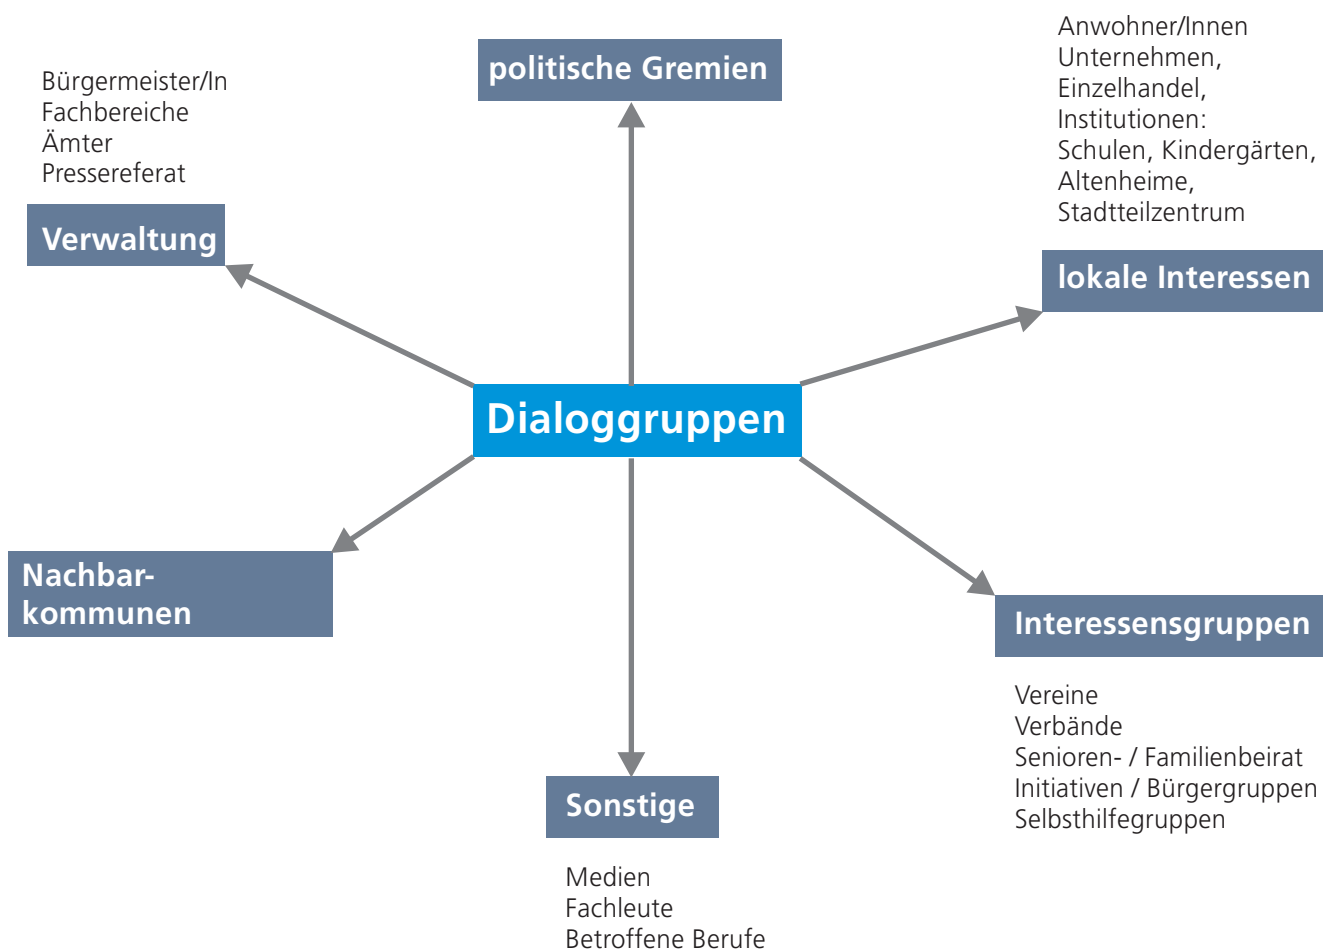 politische Gremien
Bürgermeister/In
Fachbereiche
Ämter
Pressereferat
Verwaltung
Anwohner/Innen
Unternehmen,
Einzelhandel,
Institutionen:
Schulen, Kindergärten,
Altenheime,
Stadtteilzentrum
lokale Interessen
Dialoggruppen
Nachbar-
kommunen
Interessensgruppen
Vereine
Verbände
Senioren- / Familienbeirat
Initiativen / Bürgergruppen
Selbsthilfegruppen
Sonstige
Medien
Fachleute
Betroffene Berufe